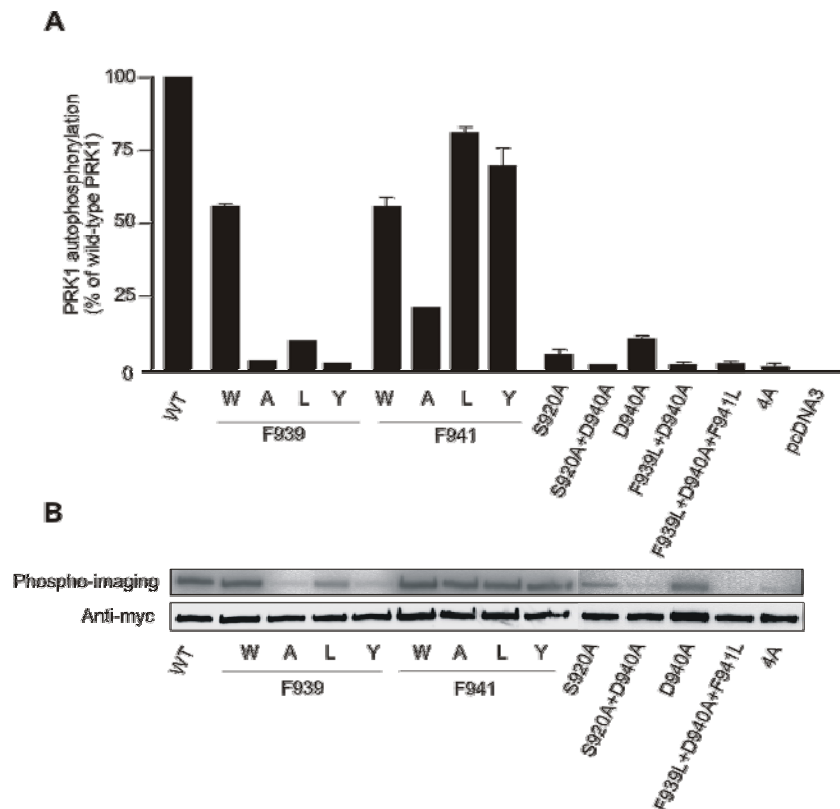 A
PRK1 autophosphorylation
(% of wild-type PRK1)
100
75
50
25
0
WT
W A L Y
F939
W A L Y
F941
S920A
S920A+D940A
D940A
F939L+D940A
F939L+D940A+F941L
4A
pcDNA3
B
Phospho-imaging
Anti-myc
WT
W A L Y
F939
W A L Y
F941
S920A
S920A+D940A
D940A
F939L+D940A+F941L
4A